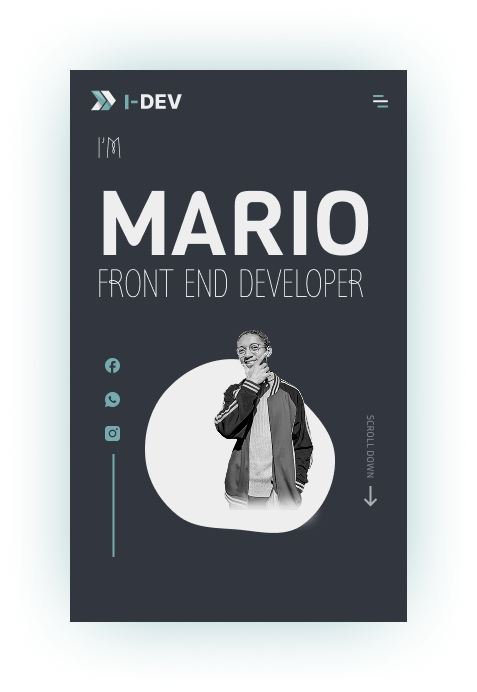 I-DEV
I'M
MARIO
FRONT END DEVELOPER
SCROLL DOWN